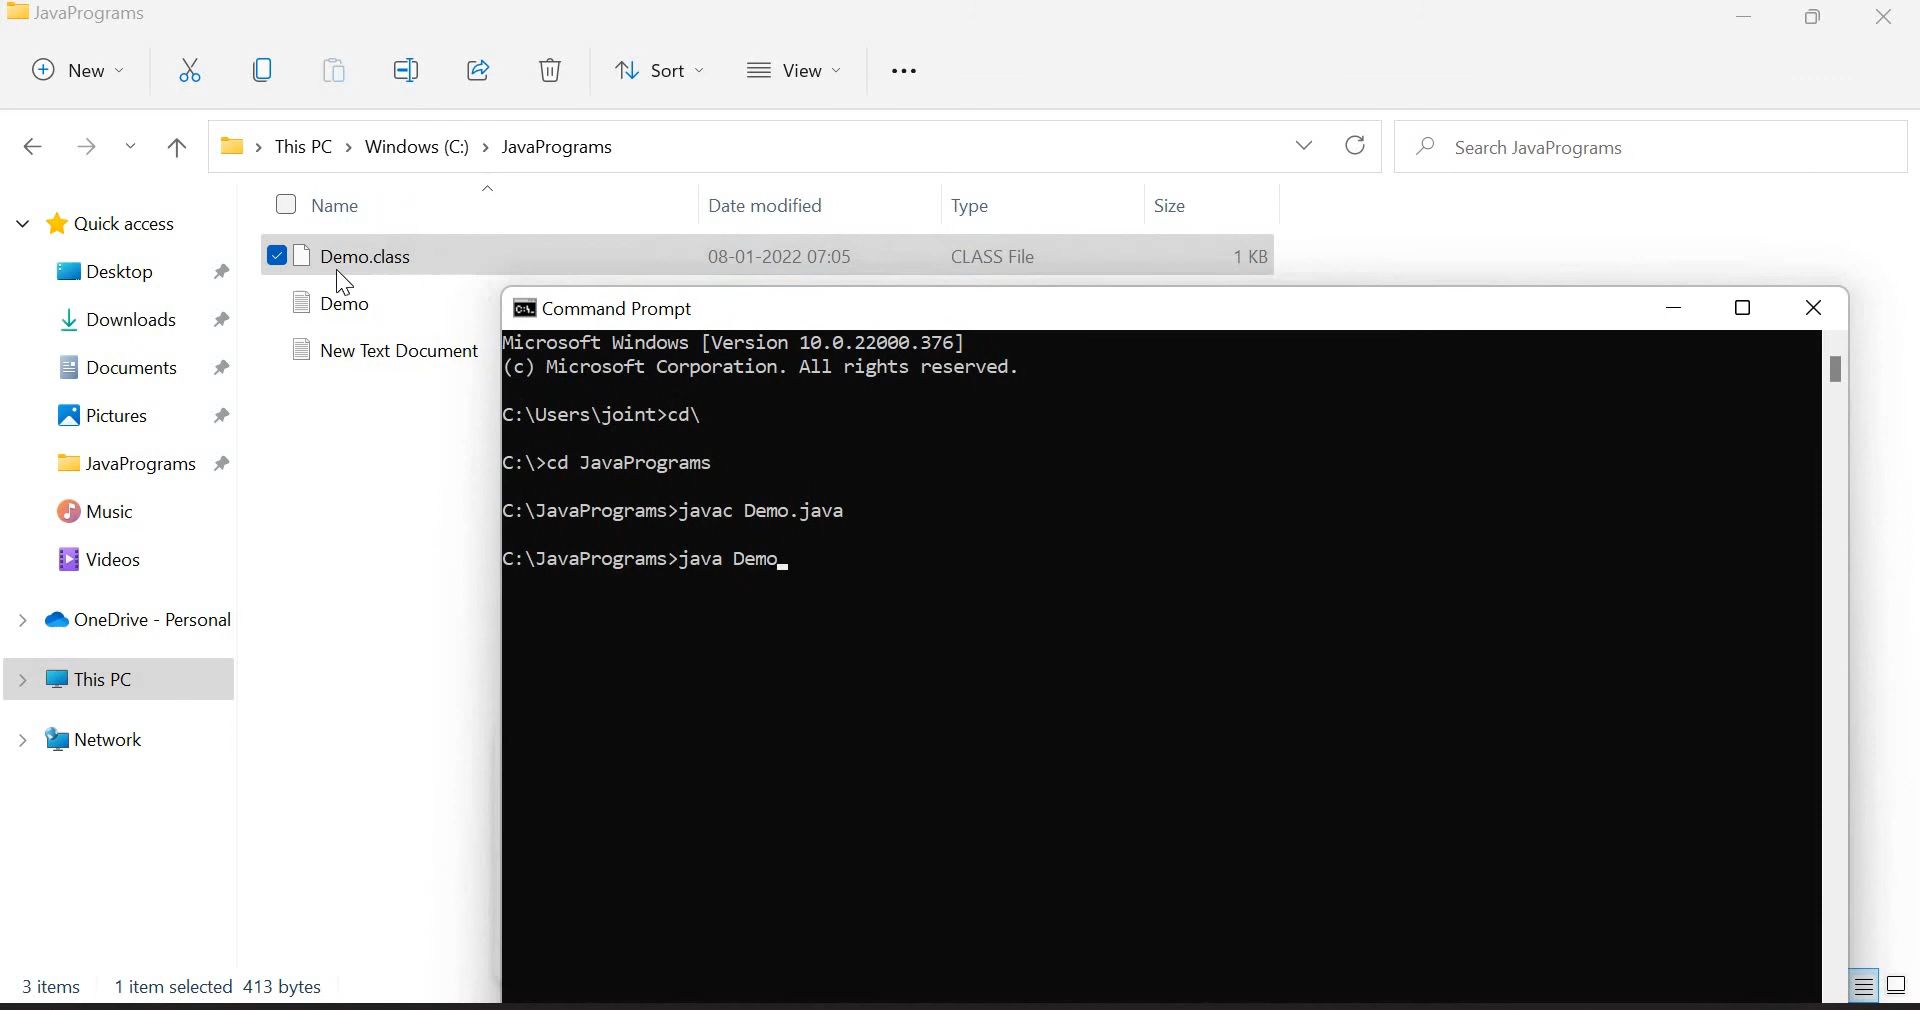 JavaPrograms
New
Sort
View
This PC > Windows (C:) > JavaPrograms
Search JavaPrograms
Name
Date modified
Type
Size
Quick access
Desktop
Downloads
Documents
Pictures
JavaPrograms
Music
Videos
OneDrive - Personal
This PC
Network
Demo.class
08-01-2022 07:05
CLASS File
1 KB
Demo
New Text Document
Command Prompt
Microsoft Windows [Version 10.0.22000.376]
(c) Microsoft Corporation. All rights reserved.
C:\Users\joint>cd\
C:\>cd JavaPrograms
C:\JavaPrograms>javac Demo.java
C:\JavaPrograms>java Demo_
3 items
1 item selected 413 bytes